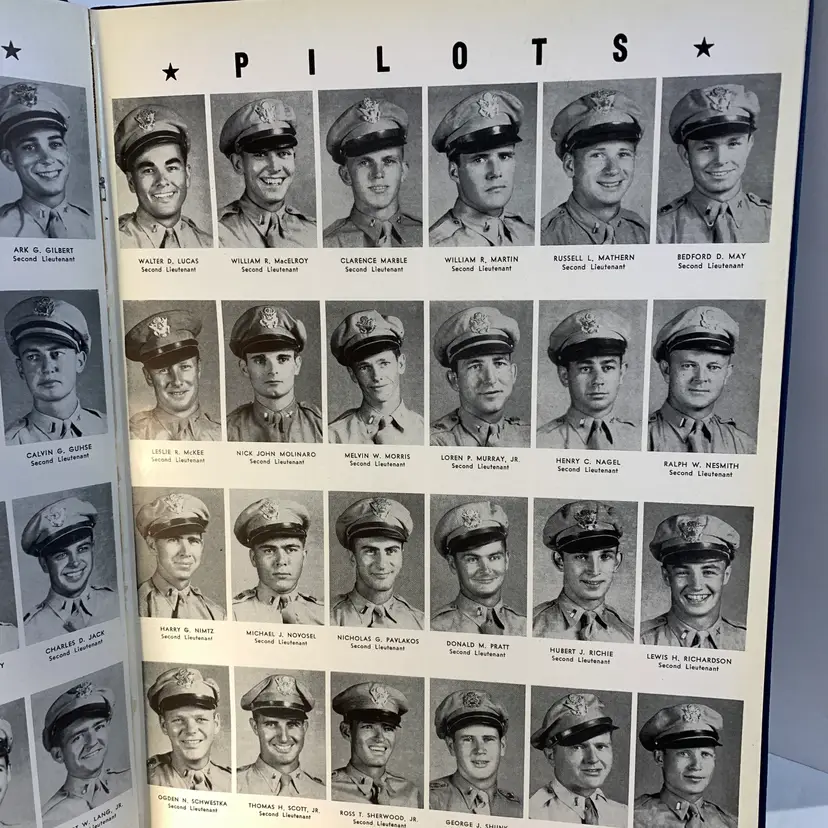 ★ PILOTS ★
ARK G. GILBERT
Second Lieutenant
CALVIN G. GUHSE
Second Lieutenant
CHARLES D. JACK
Second Lieutenant
W. LANG, JR.
Lieutenant
WALTER D. LUCAS
Second Lieutenant
WILLIAM R. MacELROY
Second Lieutenant
CLARENCE MARBLE
Second Lieutenant
WILLIAM R. MARTIN
Second Lieutenant
RUSSELL L. MATHERN
Second Lieutenant
BEDFORD D. MAY
Second Lieutenant
LESLIE R. McKEE
Second Lieutenant
NICK JOHN MOLINARO
Second Lieutenant
MELVIN W. MORRIS
Second Lieutenant
LOREN P. MURRAY, JR.
Second Lieutenant
HENRY C. NAGEL
Second Lieutenant
RALPH W. NESMITH
Second Lieutenant
HARRY G. NIMTZ
Second Lieutenant
MICHAEL J. NOVOSEL
Second Lieutenant
NICHOLAS G. PAVLAKOS
Second Lieutenant
DONALD M. PRATT
Second Lieutenant
HUBERT J. RICHIE
Second Lieutenant
LEWIS H. RICHARDSON
Second Lieutenant
OGDEN N. SCHWESTKA
Second Lieutenant
THOMAS H. SCOTT, JR.
Second Lieutenant
ROSS T. SHERWOOD, JR.
Second Lieutenant
GEORGE J.